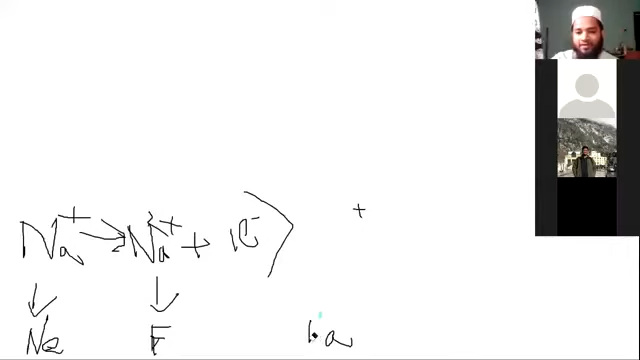 Na⁺ → Na²⁺ + 1e⁻ +
↓ ↓
Ne F